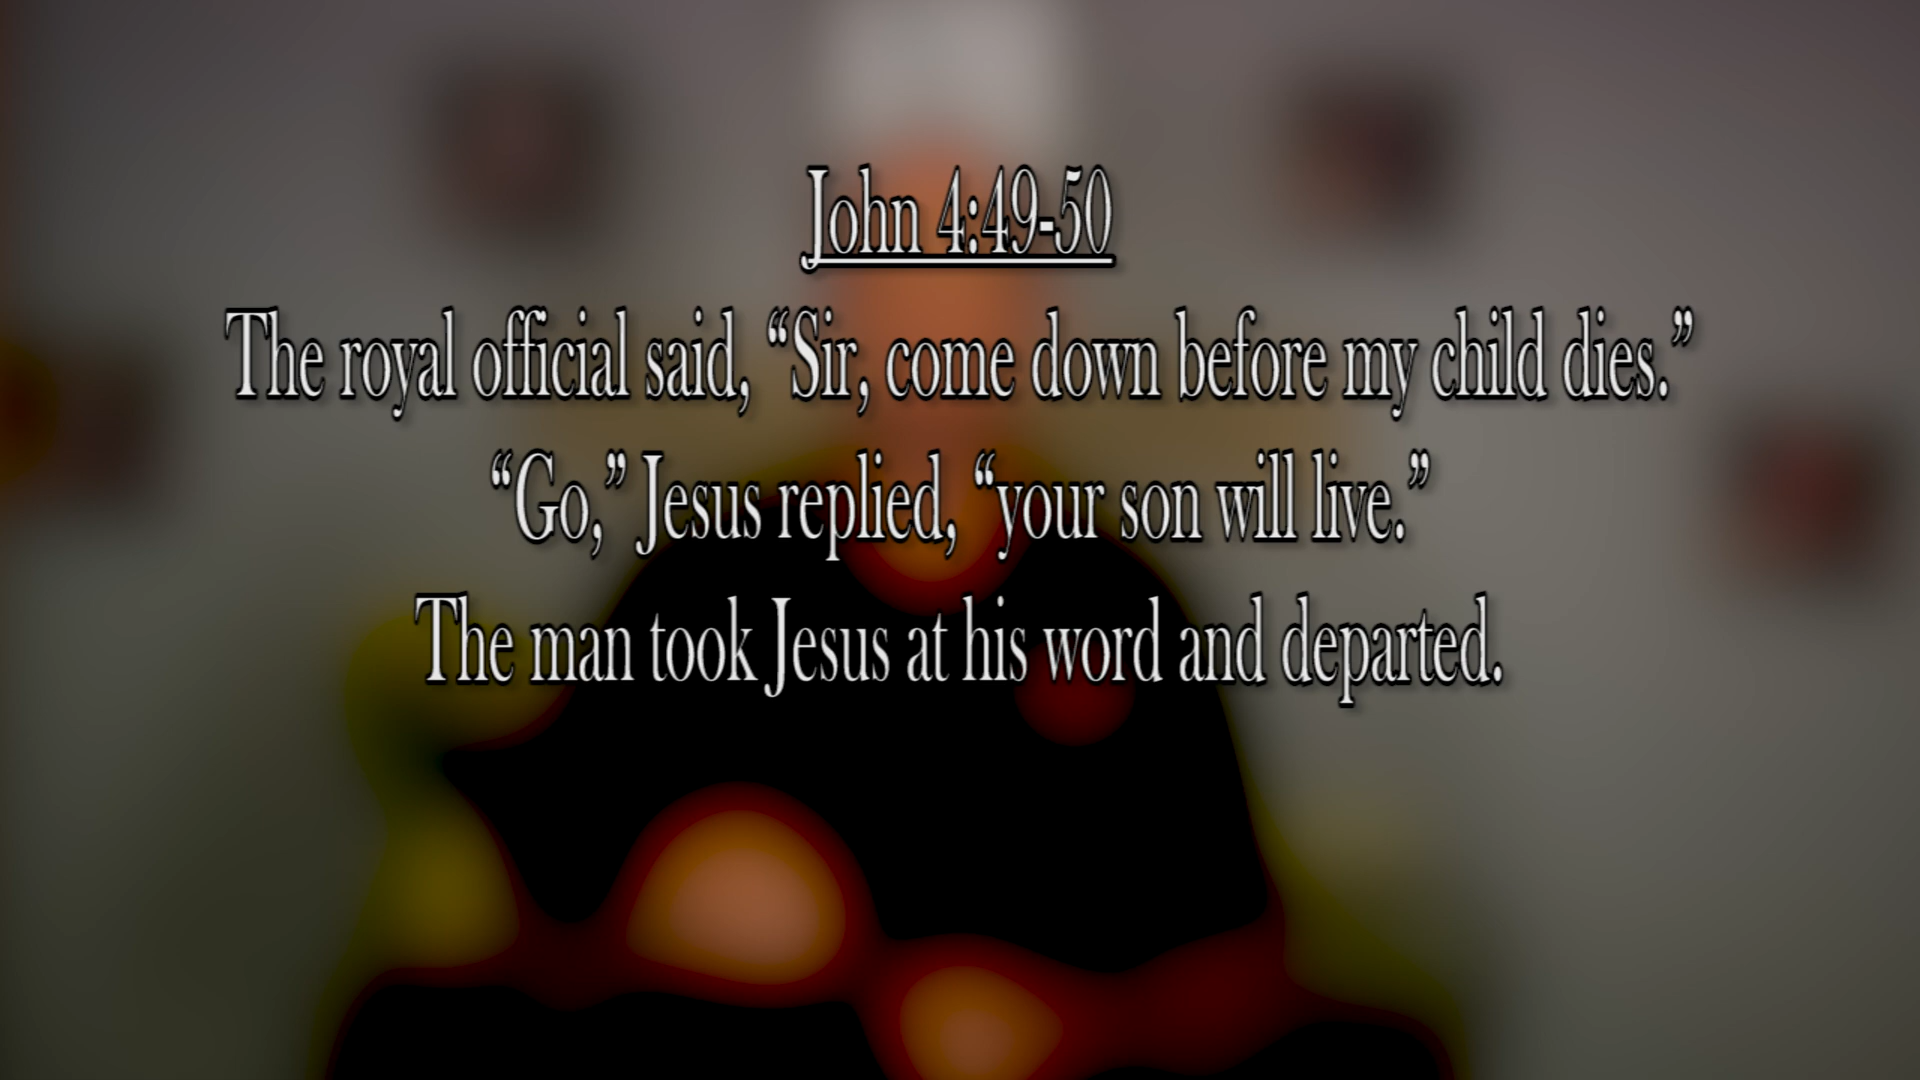 John 4:49-50
The royal official said, “Sir, come down before my child dies.”
“Go,” Jesus replied, “your son will live.”
The man took Jesus at his word and departed.